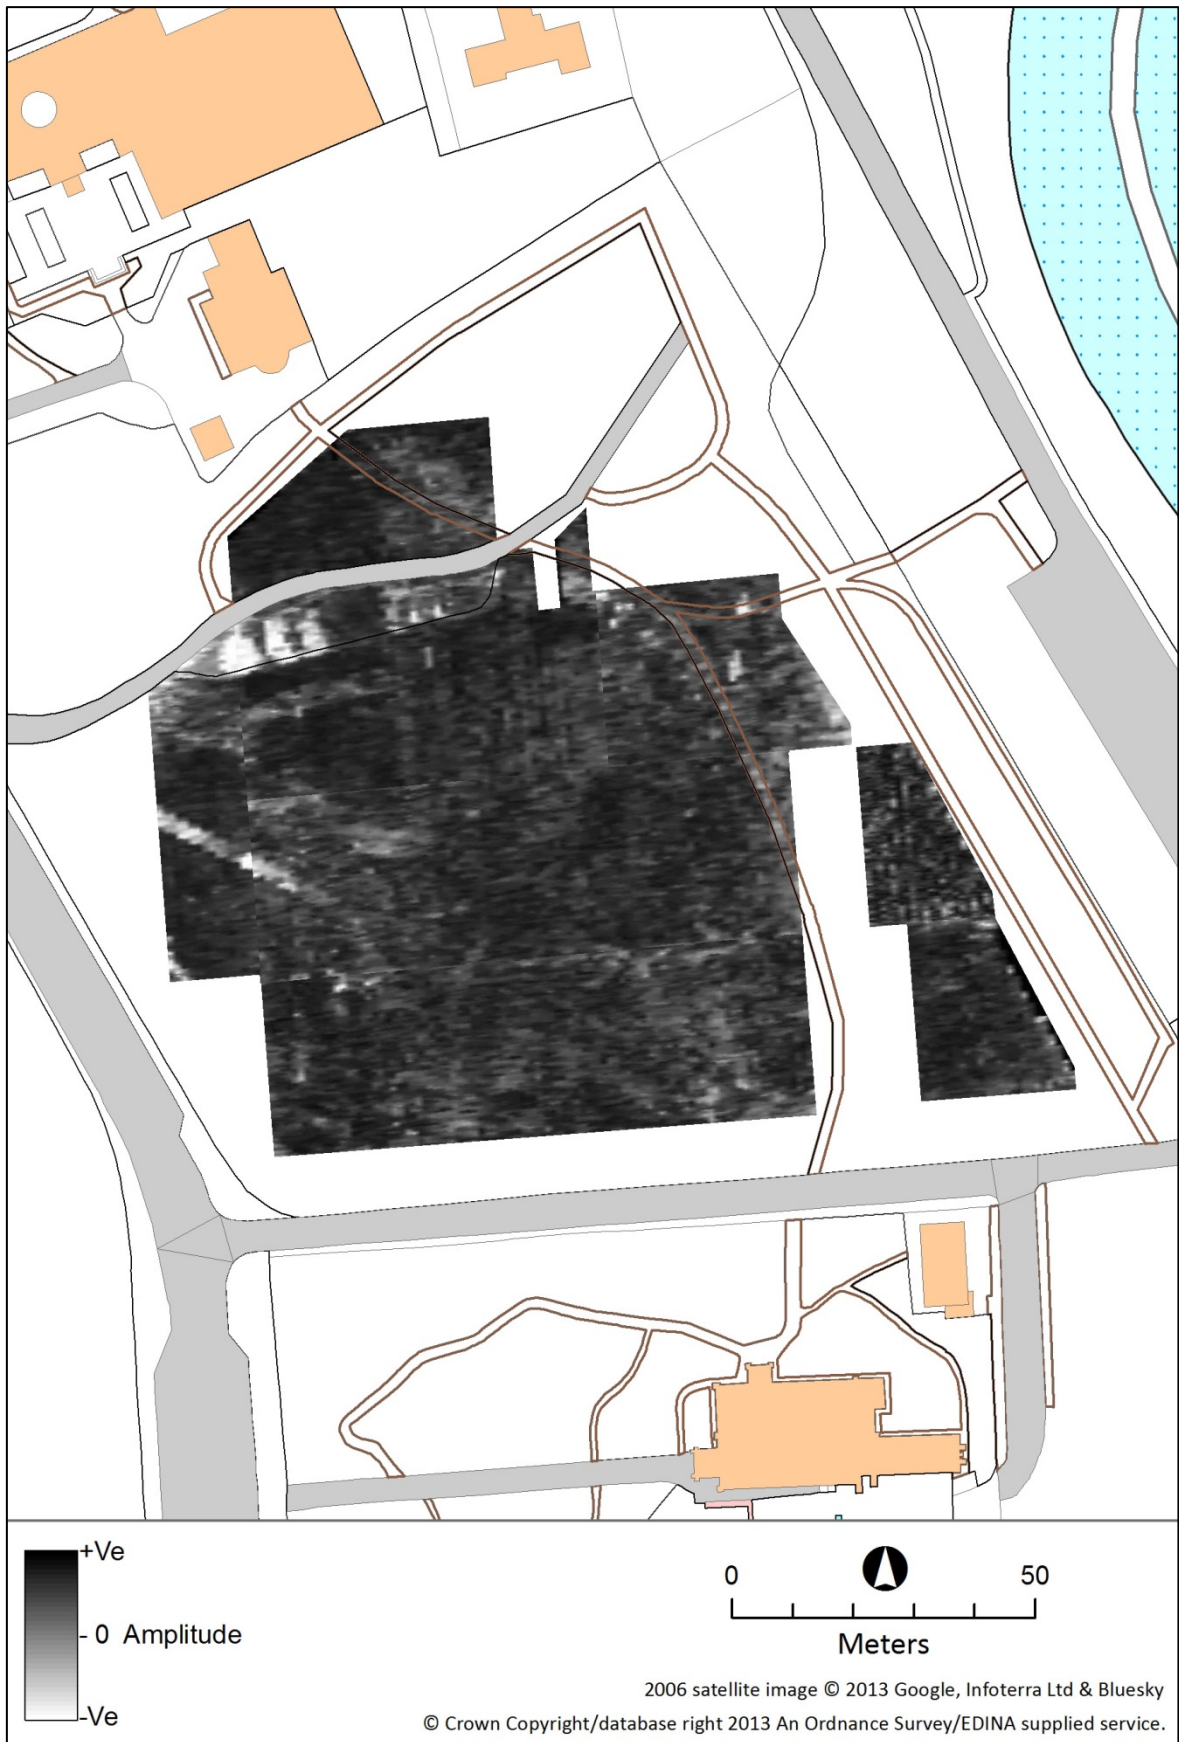 +Ve
- 0 Amplitude
-Ve
0 50
Meters
2006 satellite image © 2013 Google, Infoterra Ltd & Bluesky
© Crown Copyright/database right 2013 An Ordnance Survey/EDINA supplied service.